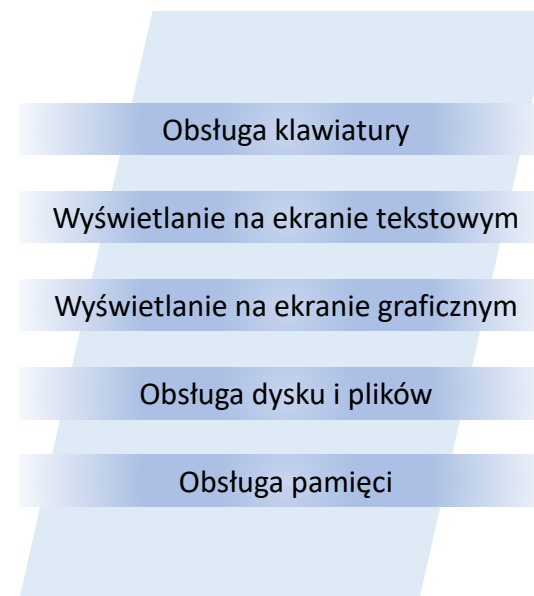 Obsługa klawiatury
Wyświetlanie na ekranie tekstowym
Wyświetlanie na ekranie graficznym
Obsługa dysku i plików
Obsługa pamięci